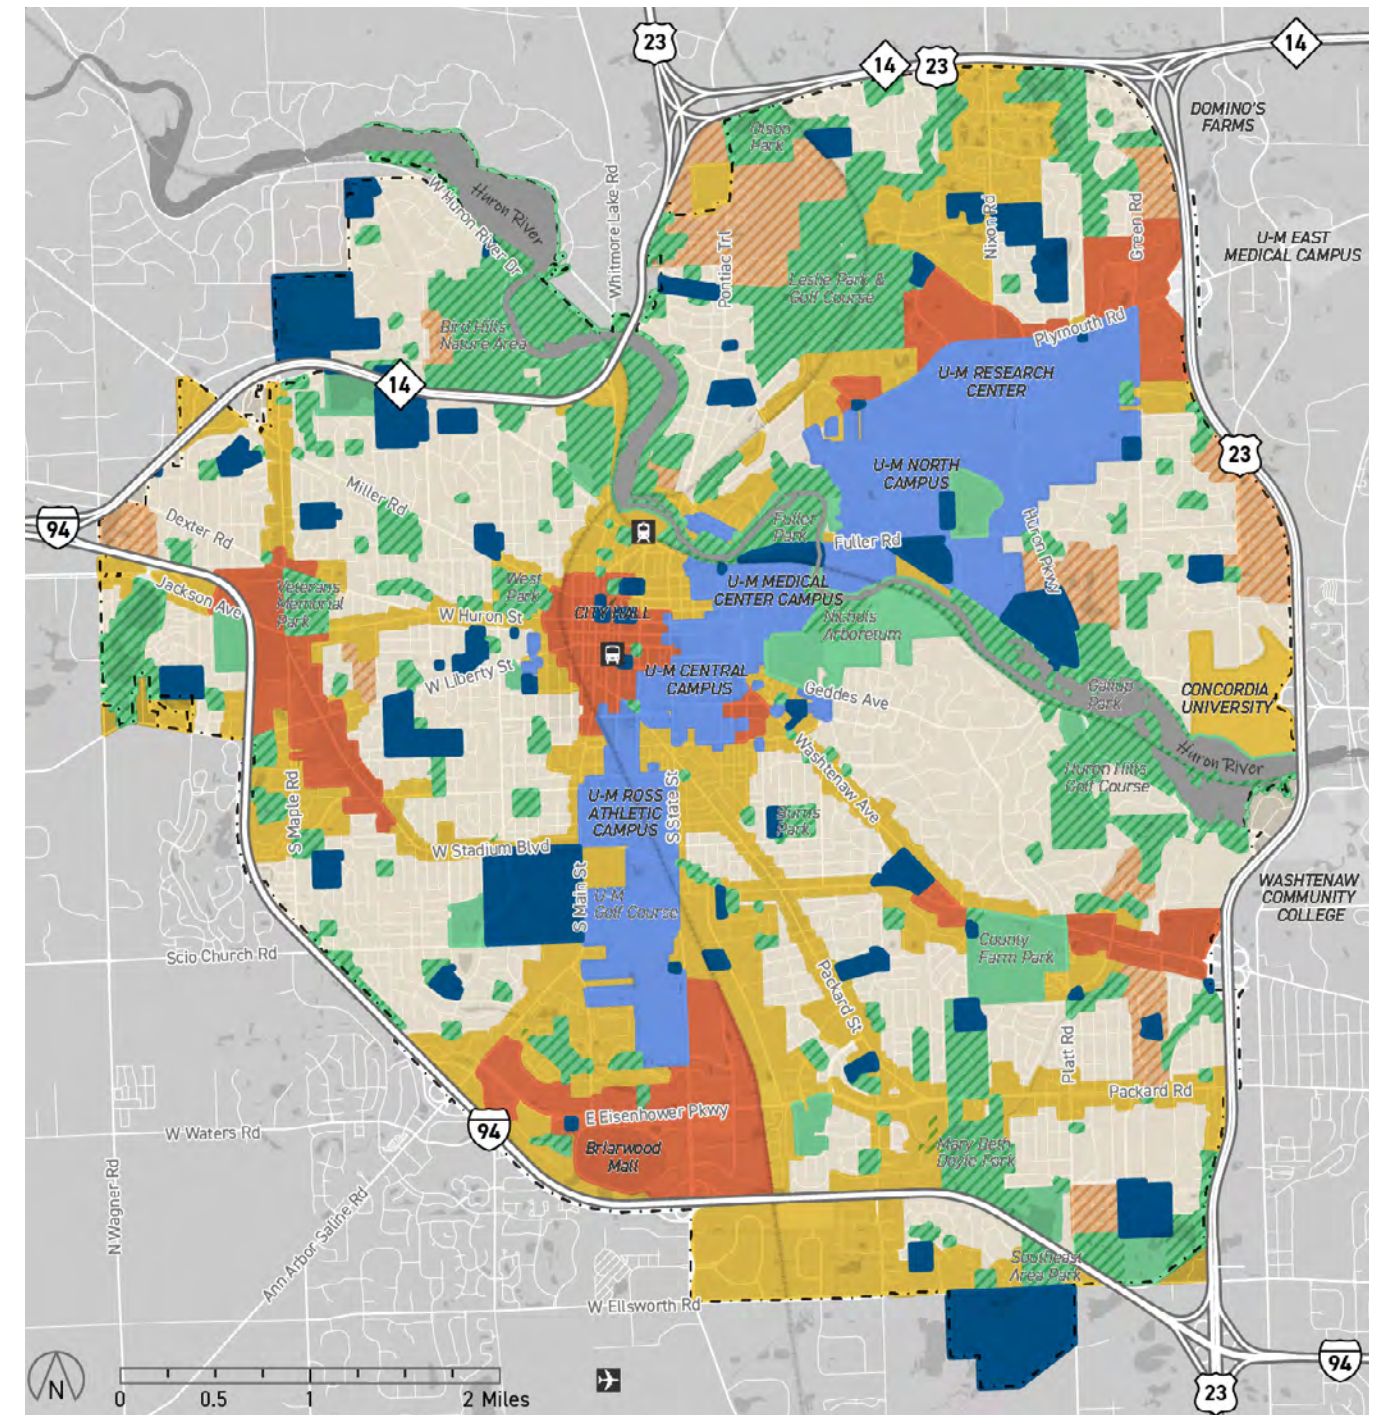 23
14
23
14
DOMINO'S
FARMS
Olson
Park
W Huron River Dr
Huron River
Whitmore Lake Rd
Pontiac Trl
Nixon Rd
Green Rd
U-M EAST
MEDICAL CAMPUS
Leslie Park &
Golf Course
Bird Hills
Nature Area
Plymouth Rd
14
U-M RESEARCH
CENTER
23
U-M NORTH
CAMPUS
Miller Rd
94
Dexter Rd
Fuller
Park
Fuller Rd
Huron Pkwy
Jackson Ave
Veterans
Memorial
Park
West
Park
U-M MEDICAL
CENTER CAMPUS
W Huron St
CITY HALL
Nichols
Arboretum
W Liberty St
U-M CENTRAL
CAMPUS
Geddes Ave
Gallup
Park
CONCORDIA
UNIVERSITY
Huron River
Washtenaw Ave
Huron Hills
Golf Course
S Maple Rd
U-M ROSS
ATHLETIC
CAMPUS
S State St
Burns
Park
W Stadium Blvd
S Main St
U-M
Golf Course
WASHTENAW
COMMUNITY
COLLEGE
Scio Church Rd
County
Farm Park
Packard St
Platt Rd
Packard Rd
94
E Eisenhower Pkwy
W Waters Rd
Briarwood
Mall
Mary Beth
Doyle Park
N Wagner Rd
Ann Arbor Saline Rd
Southeast
Area Park
W Ellsworth Rd
94
23
N
0 0.5 1 2 Miles